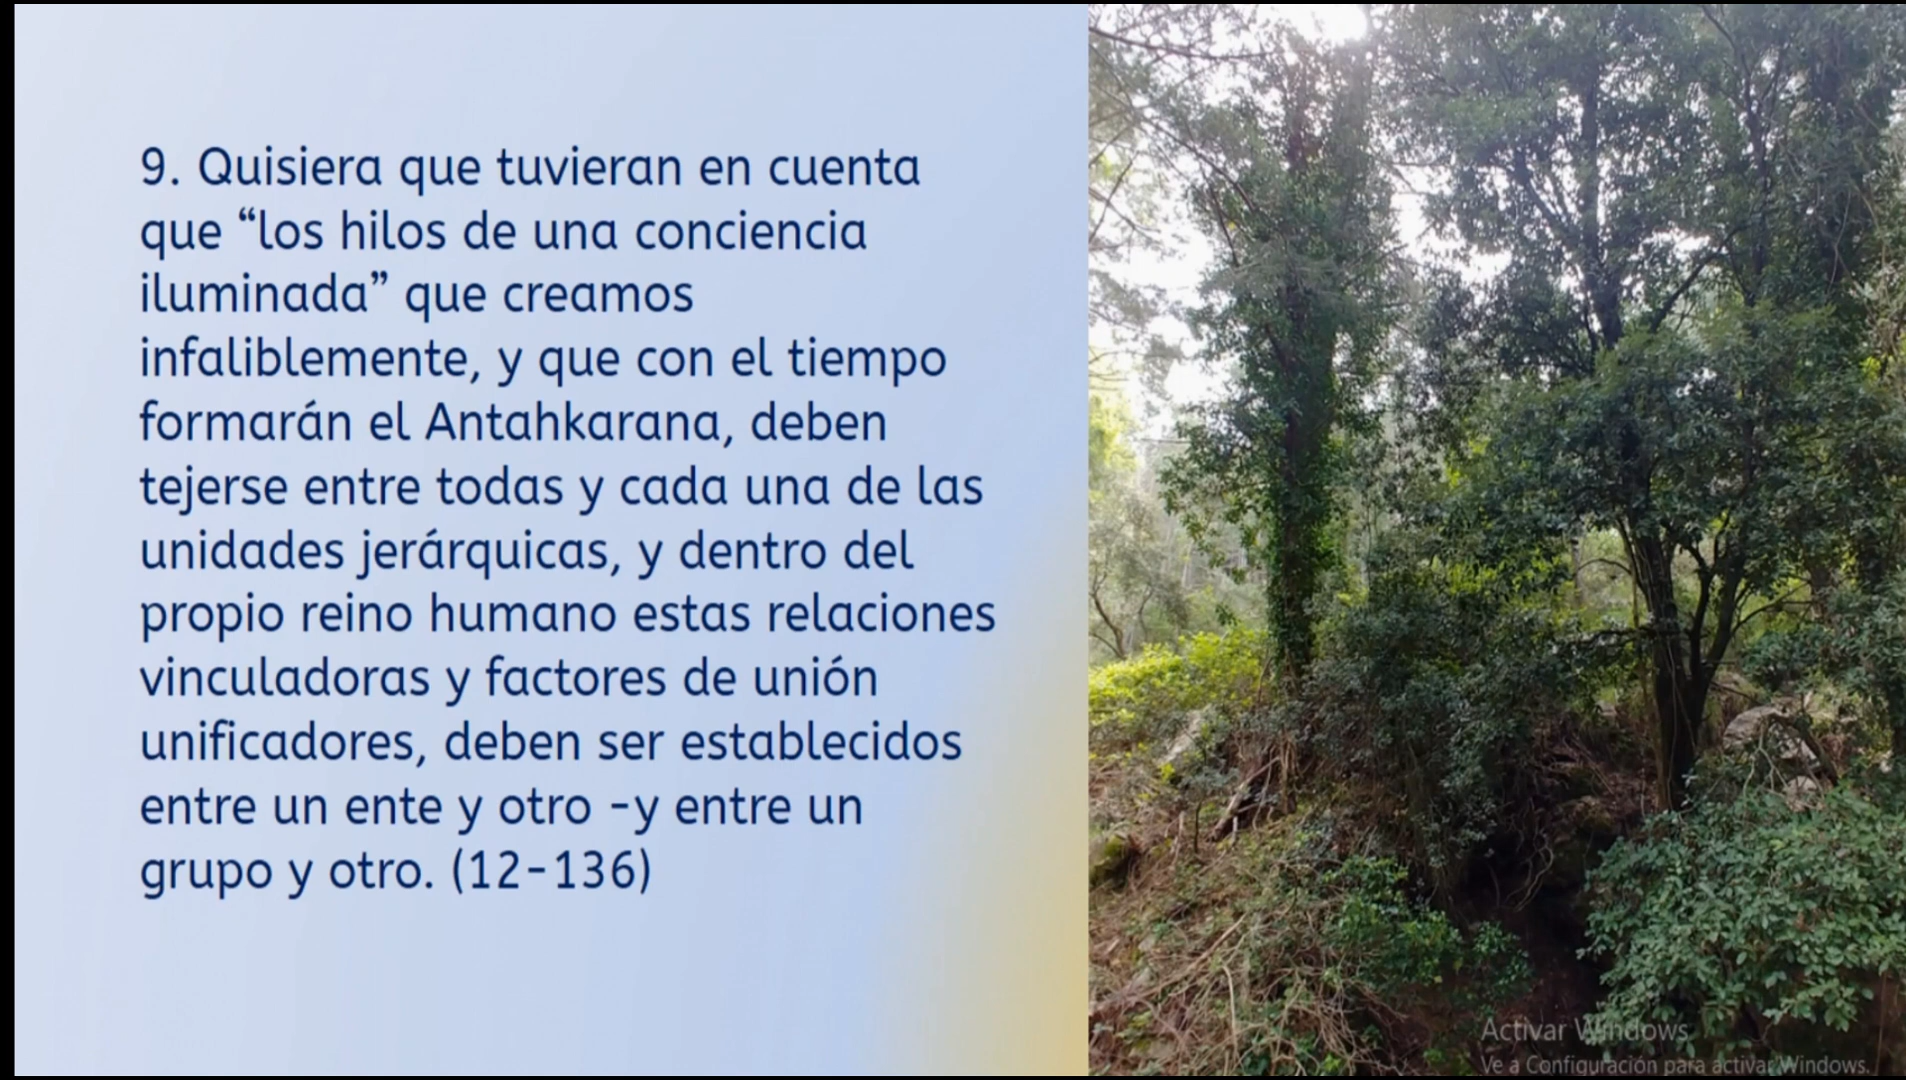 9. Quisiera que tuvieran en cuenta
que “los hilos de una conciencia
iluminada” que creamos
infaliblemente, y que con el tiempo
formarán el Antahkarana, deben
tejerse entre todas y cada una de las
unidades jerárquicas, y dentro del
propio reino humano estas relaciones
vinculadoras y factores de unión
unificadores, deben ser establecidos
entre un ente y otro -y entre un
grupo y otro. (12-136)
Activar Windows
Ve a Configuración para activar Windows.